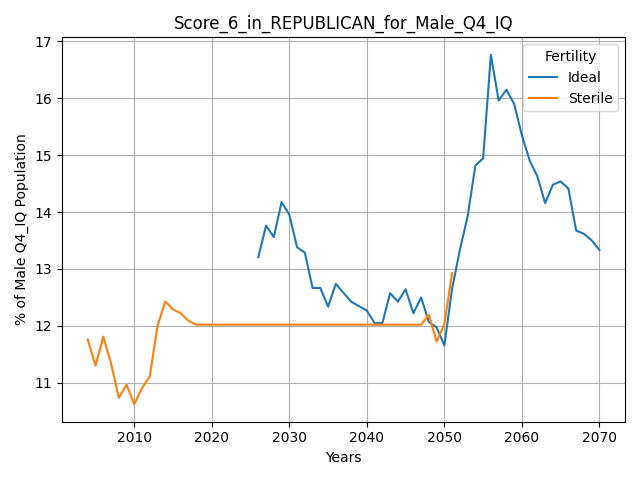 Score_6_in_REPUBLICAN_for_Male_Q4_IQ
% of Male Q4_IQ Population
17
16
15
14
13
12
11
Fertility
Ideal
Sterile
2010
2020
2030
2040
2050
2060
2070
Years